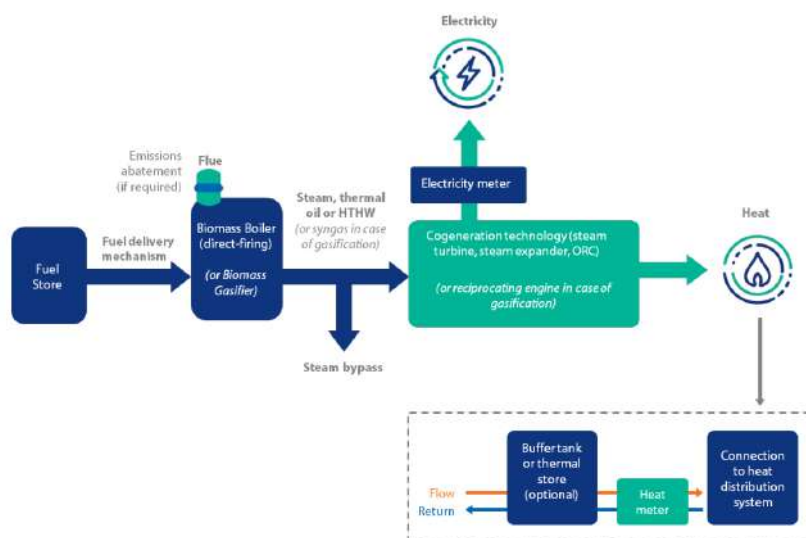 Electricity
Emissions
abatement
(if required)
Flue
Electricity meter
Steam, thermal
oil or HTHW
(or syngas in case
of gasification)
Heat
Fuel
Store
Fuel delivery
mechanism
Biomass Boiler
(direct-firing)
(or Biomass
Gasifier)
Cogeneration technology (steam
turbine, steam expander, ORC)
(or reciprocating engine in case of
gasification)
Steam bypass
Buffer tank
or thermal
store
(optional)
Connection
to heat
distribution
system
Flow
Return
Heat
meter